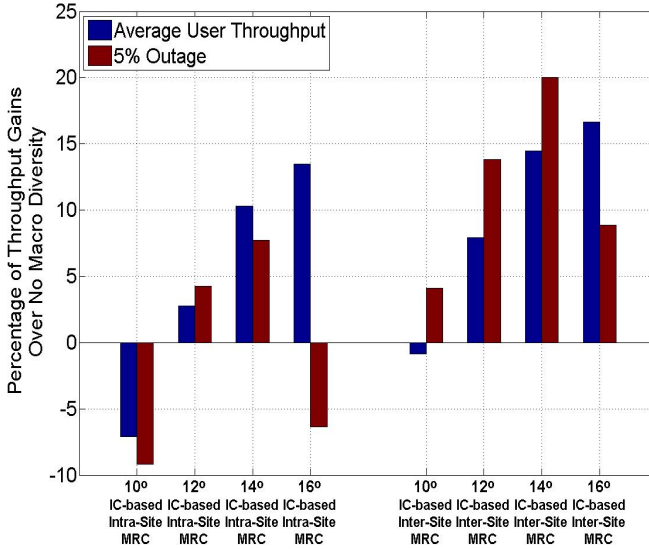 Average User Throughput
5% Outage
Percentage of Throughput Gains
Over No Macro Diversity
25
20
15
10
5
0
-5
-10
10º 12º 14º 16º 10º 12º 14º 16º
IC-based IC-based IC-based IC-based IC-based IC-based IC-based IC-based
Intra-Site Intra-Site Intra-Site Intra-Site Inter-Site Inter-Site Inter-Site Inter-Site
MRC MRC MRC MRC MRC MRC MRC MRC